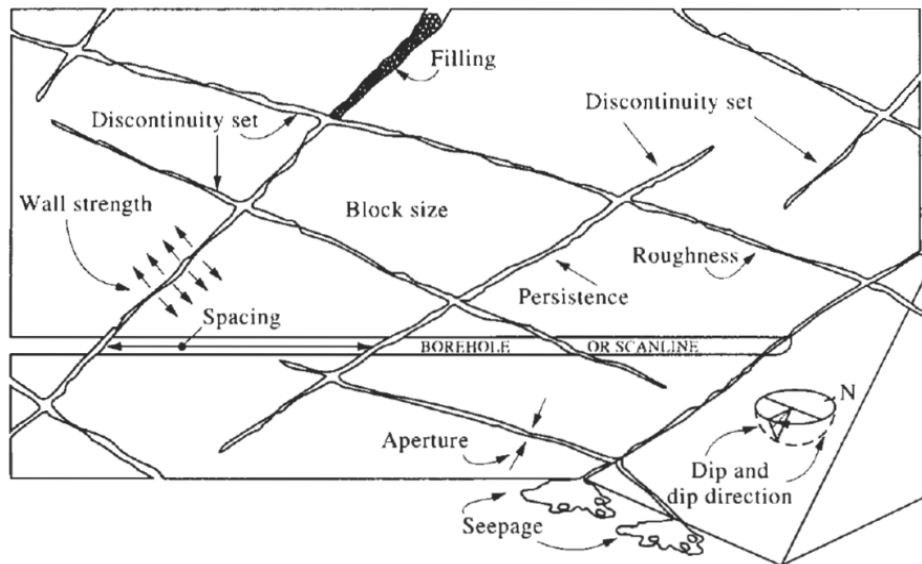 Filling
Discontinuity set
Discontinuity set
Wall strength
Block size
Roughness
Persistence
Spacing
BOREHOLE OR SCANLINE
N
Aperture
Dip and
dip direction
Seepage